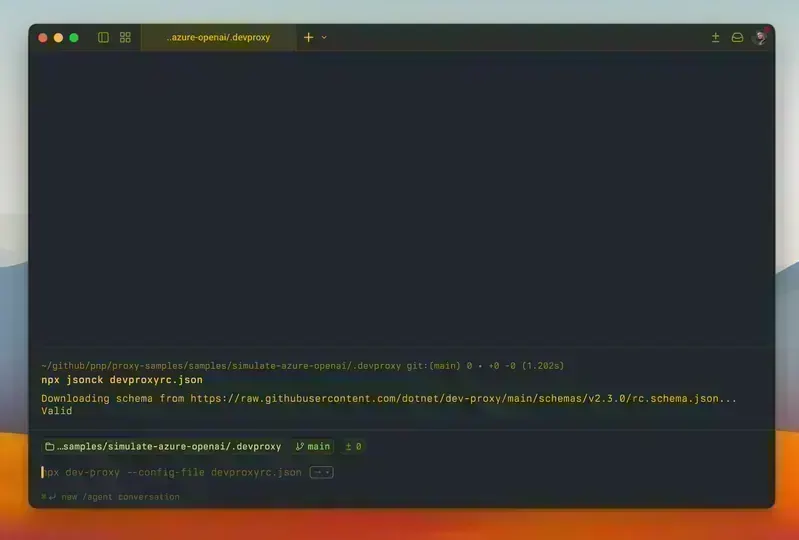 ..azure-openai/.devproxy
~/github/pnp/proxy-samples/samples/simulate-azure-openai/.devproxy git:(main) 0 • +0 -0 (1.202s)
npx jsonck devproxyrc.json
Downloading schema from https://raw.githubusercontent.com/dotnet/dev-proxy/main/schemas/v2.3.0/rc.schema.json...
Valid
…samples/simulate-azure-openai/.devproxy main ± 0
npx dev-proxy --config-file devproxyrc.json
new /agent conversation